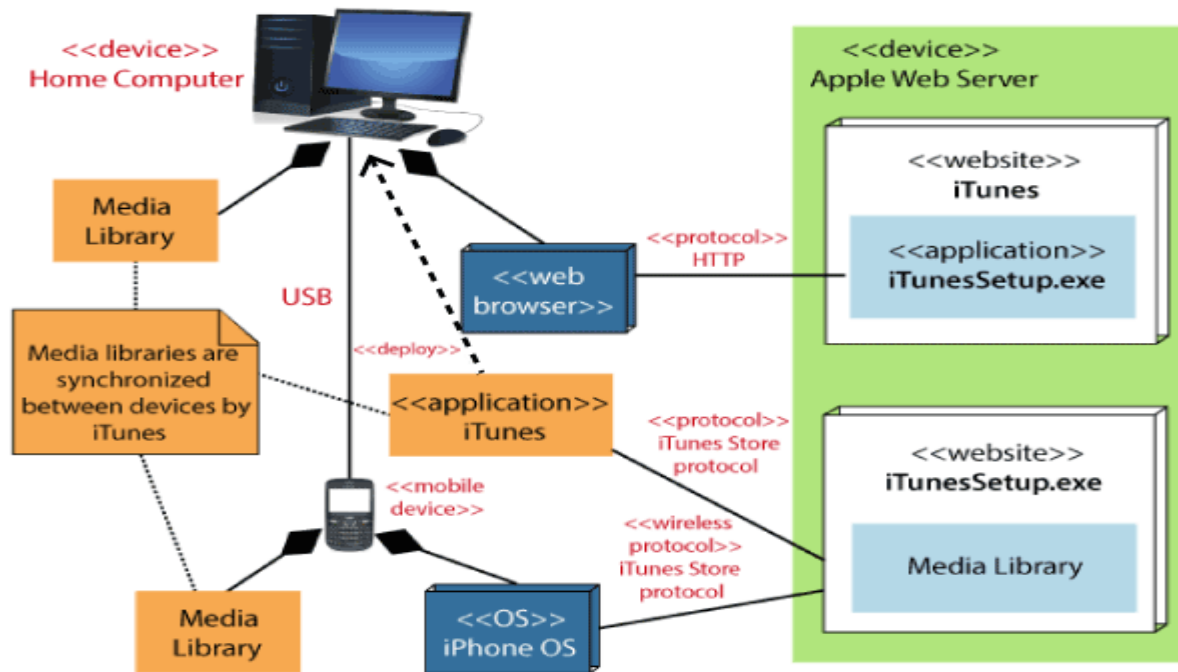 <<device>>
Home Computer
<<device>>
Apple Web Server
<<website>>
iTunes
<<application>>
iTunesSetup.exe
Media
Library
<<protocol>>
HTTP
<<web
browser>>
USB
<<deploy>>
Media libraries are
synchronized
between devices by
iTunes
<<application>>
iTunes
<<protocol>>
iTunes Store
protocol
<<website>>
iTunesSetup.exe
Media Library
<<mobile
device>>
<<wireless
protocol>>
iTunes Store
protocol
Media
Library
<<OS>>
iPhone OS